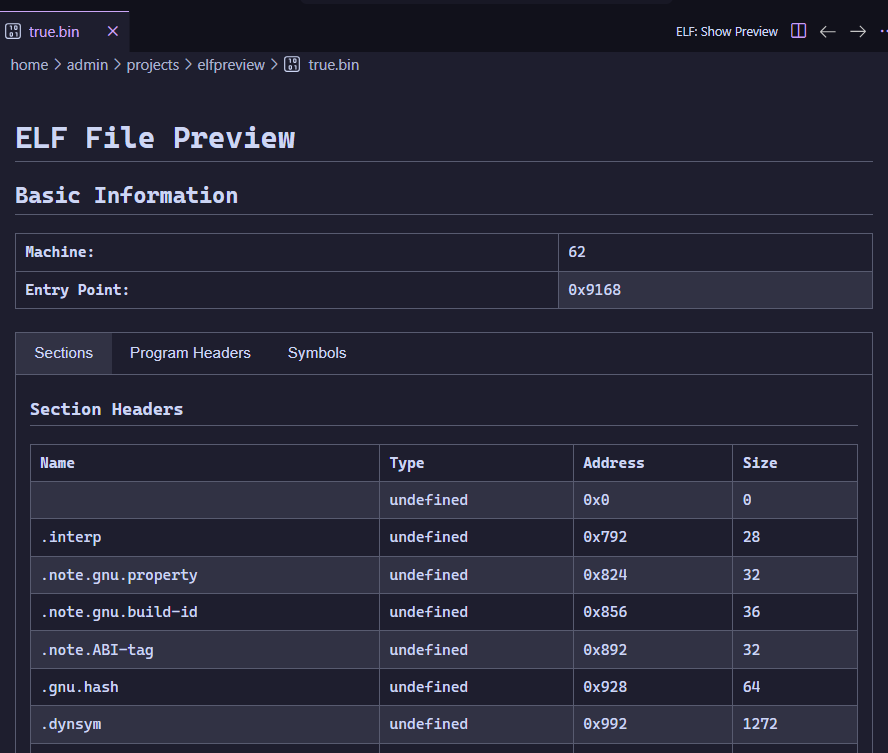 true.bin
ELF: Show Preview
home > admin > projects > elfpreview > true.bin
ELF File Preview
Basic Information
Machine: 62
Entry Point: 0x9168
Sections Program Headers Symbols
Section Headers
Name Type Address Size
undefined 0x0 0
.interp undefined 0x792 28
.note.gnu.property undefined 0x824 32
.note.gnu.build-id undefined 0x856 36
.note.ABI-tag undefined 0x892 32
.gnu.hash undefined 0x928 64
.dynsym undefined 0x992 1272